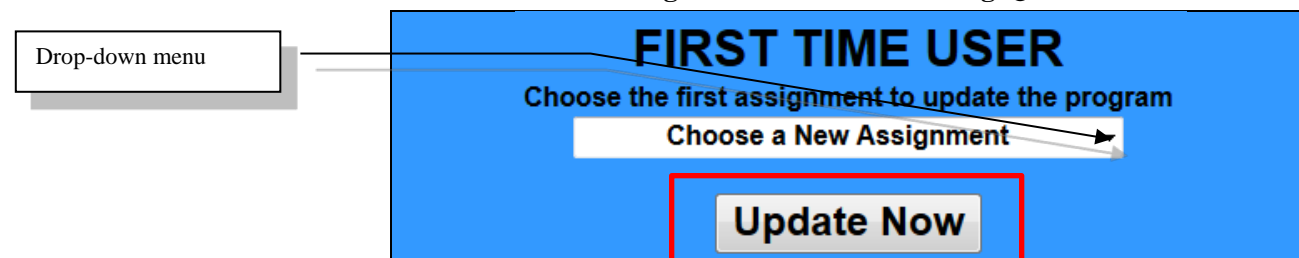 Drop-down menu
FIRST TIME USER
Choose the first assignment to update the program
Choose a New Assignment
Update Now